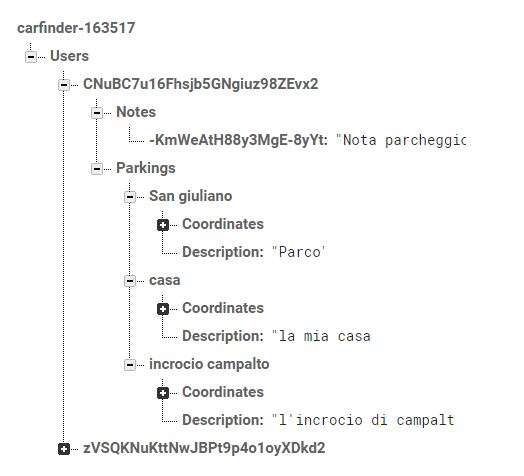 carfinder-163517
Users
CNuBC7u16Fhsjb5GNgiuz98ZEvx2
Notes
-KmWeAtH88y3MgE-8yYt: "Nota parcheggic
Parkings
San giuliano
Coordinates
Description: "Parco'
casa
Coordinates
Description: "la mia casa
incrocio campalto
Coordinates
Description: "l'incrocio di campalt
zVSQKNuKttNwJBPt9p4o1oyXDkd2